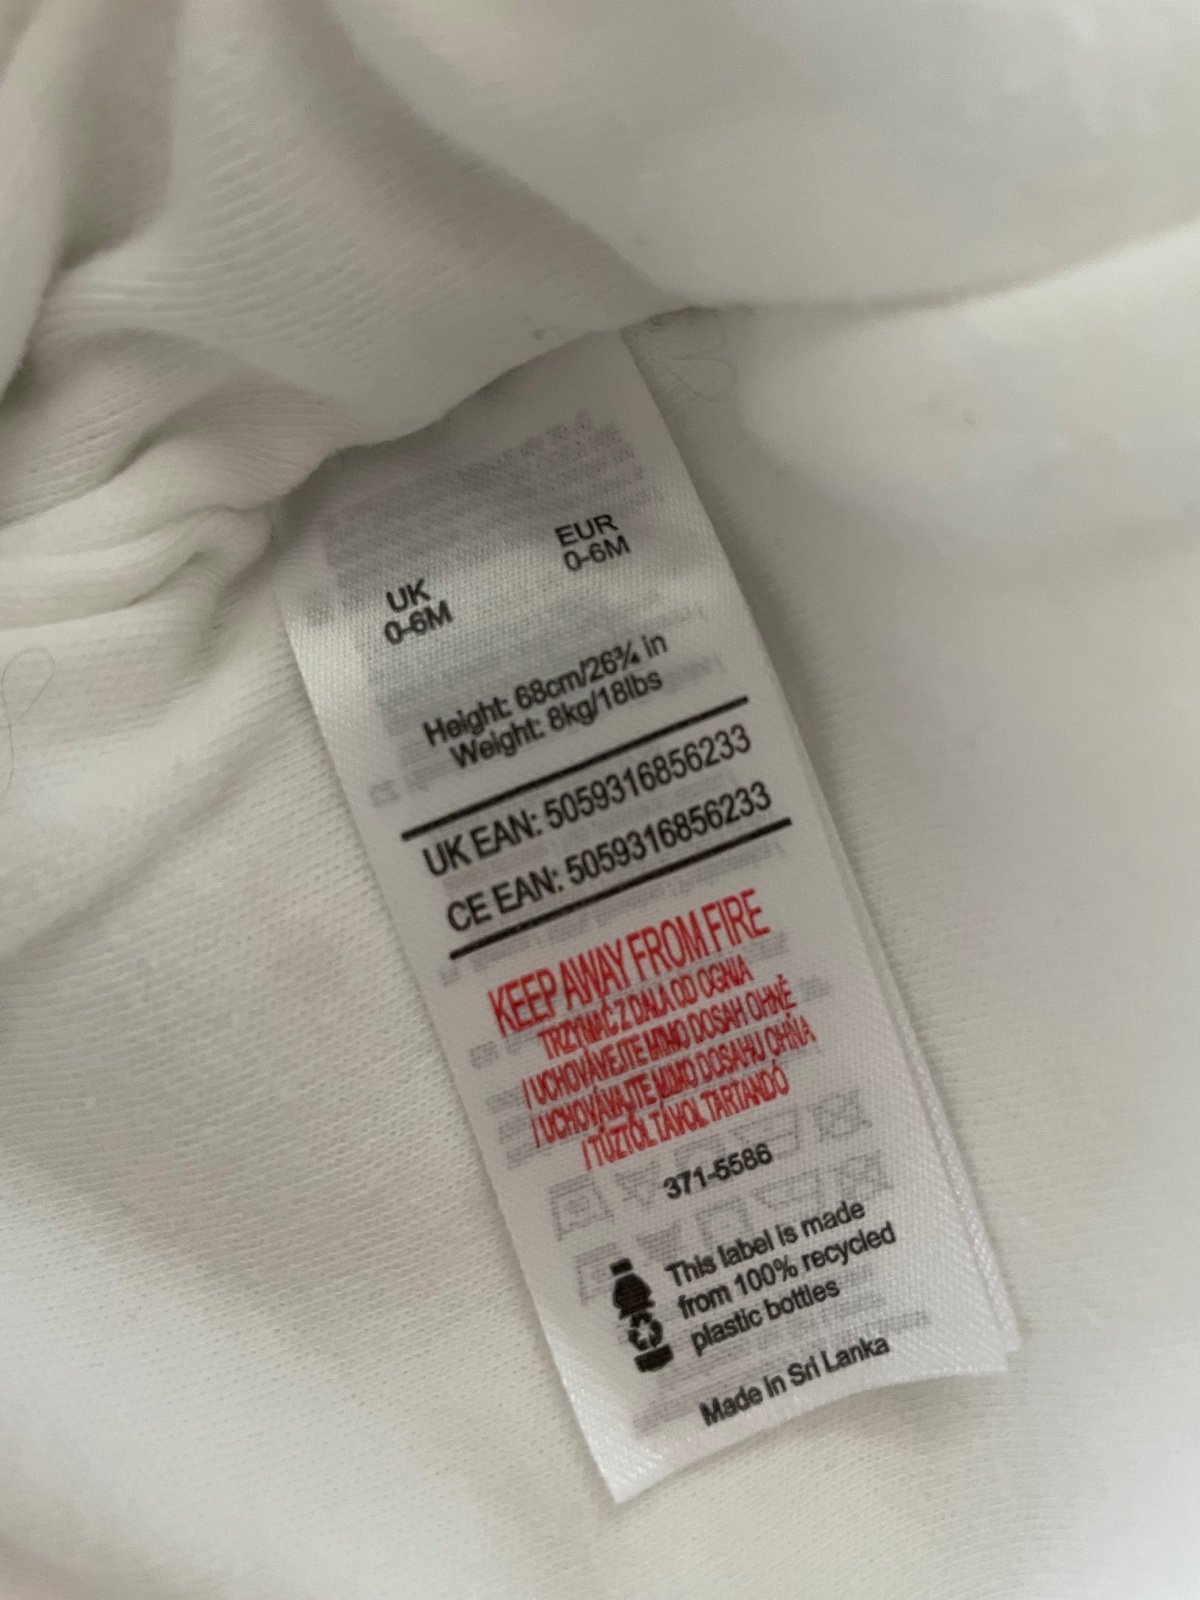 UK
0-6M
EUR
0-6M
Height: 68cm/26¾ in
Weight: 8kg/18lbs
UK EAN: 5059316856233
CE EAN: 5059316856233
KEEP AWAY FROM FIRE
TRZYMAĆ Z DALA OD OGNIA
/ UCHOVÁVEJTE MIMO DOSAH OHNĚ
/ UCHOVÁVAJTE MIMO DOSAHU OHŇA
/ TŰZTŐL TÁVOL TARTANDÓ
371-5586
This label is made
from 100% recycled
plastic bottles
Made in Sri Lanka